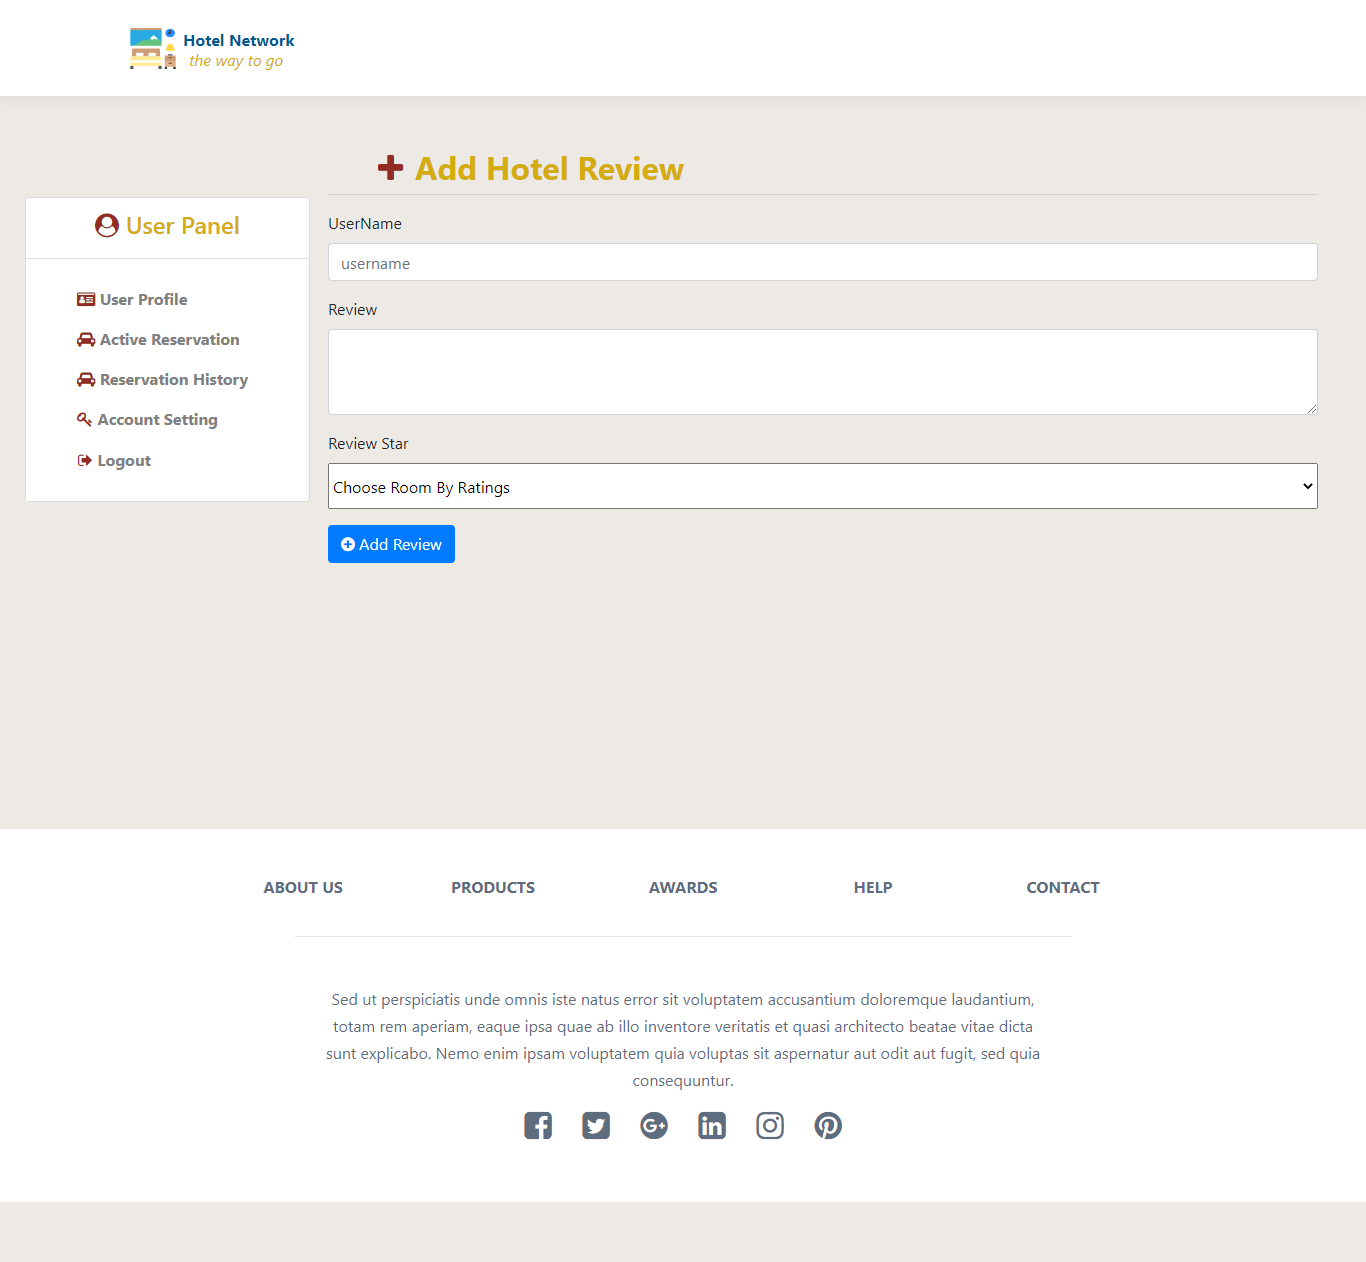 Hotel Network
the way to go
Add Hotel Review
User Panel
User Profile
Active Reservation
Reservation History
Account Setting
Logout
UserName
username
Review
Review Star
Choose Room By Ratings
Add Review
ABOUT US
PRODUCTS
AWARDS
HELP
CONTACT
Sed ut perspiciatis unde omnis iste natus error sit voluptatem accusantium doloremque laudantium,
totam rem aperiam, eaque ipsa quae ab illo inventore veritatis et quasi architecto beatae vitae dicta
sunt explicabo. Nemo enim ipsam voluptatem quia voluptas sit aspernatur aut odit aut fugit, sed quia
consequuntur.